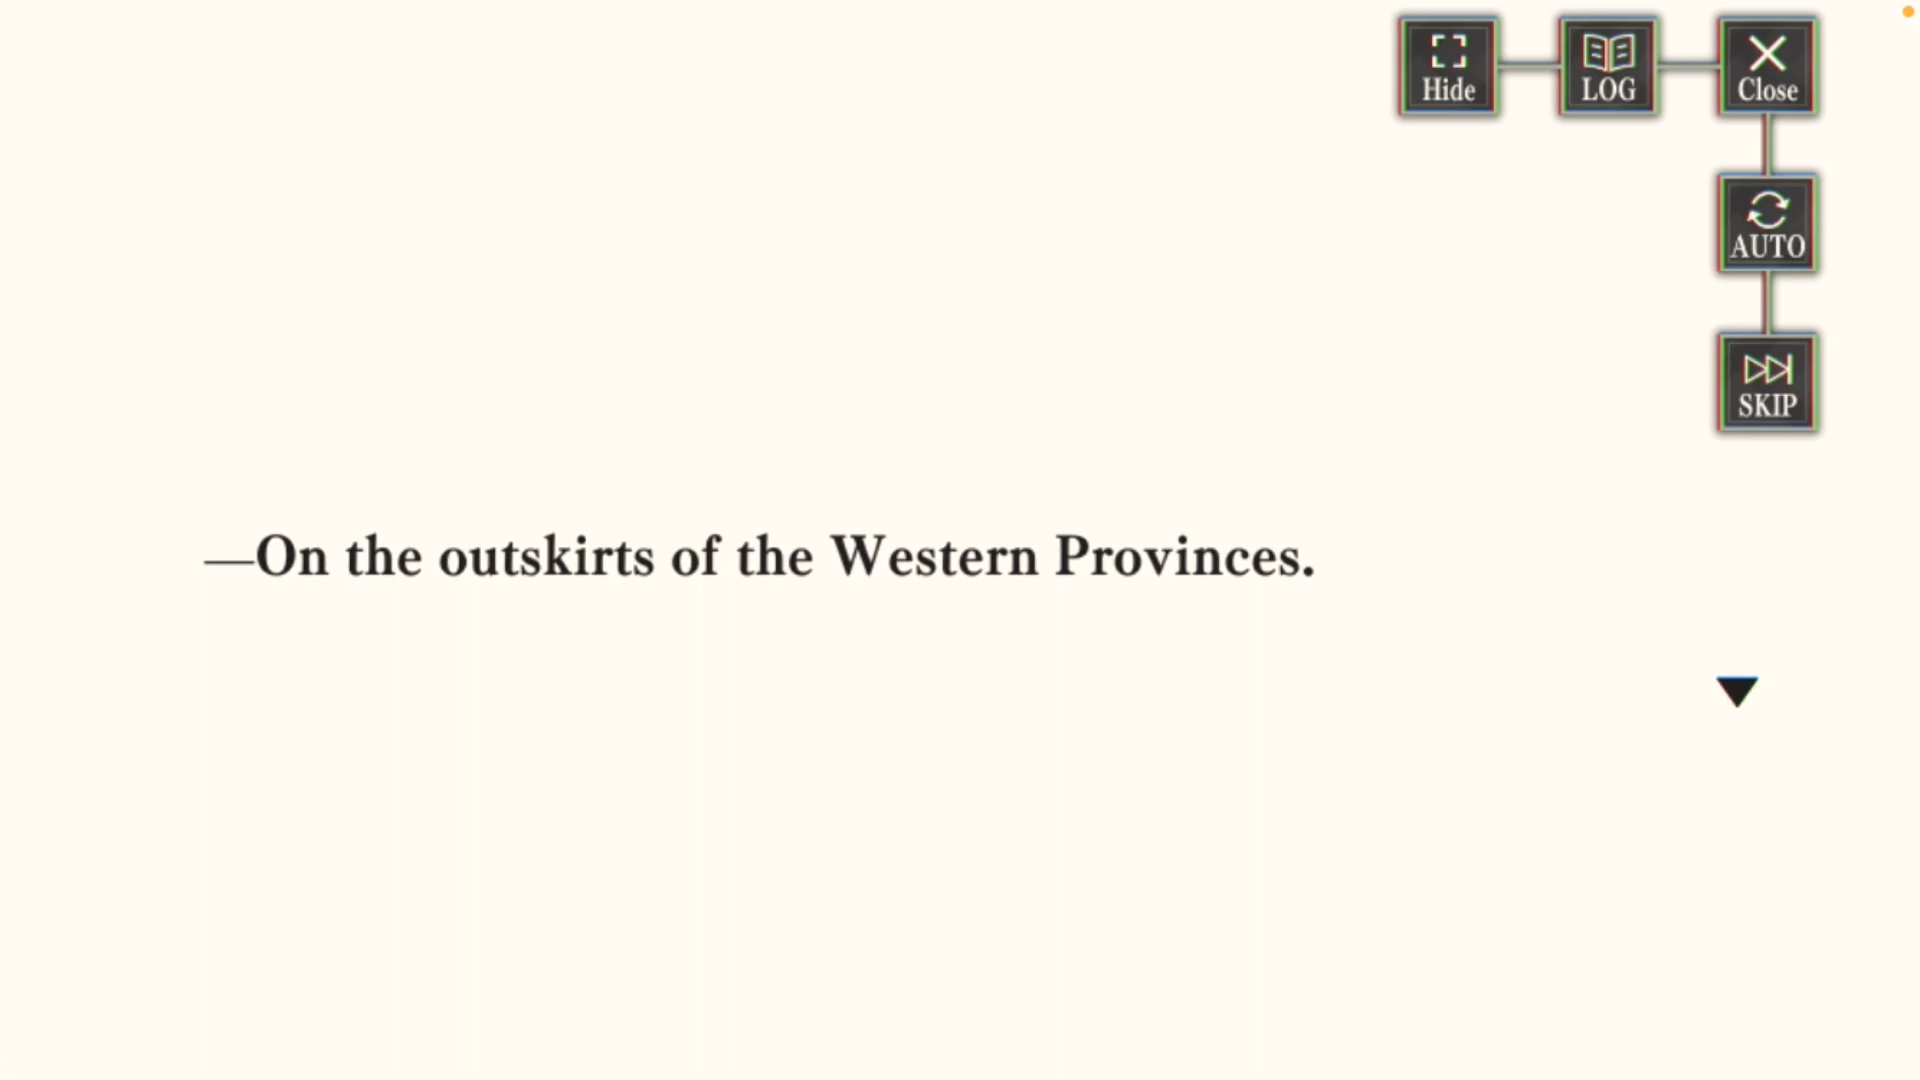 Hide
LOG
Close
AUTO
SKIP
—On the outskirts of the Western Provinces.